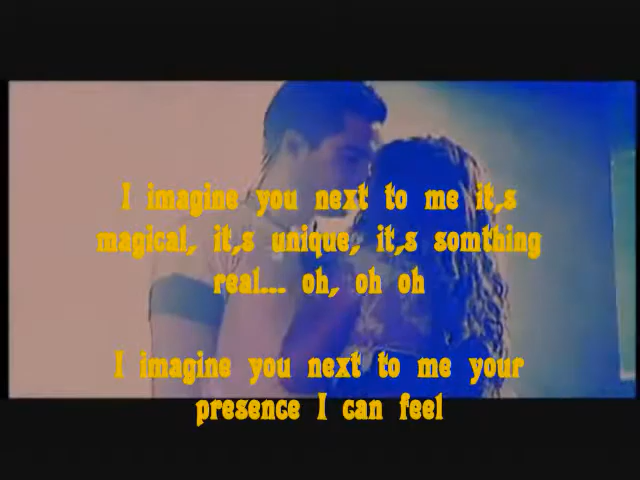 I imagine you next to me it,s
magical, it,s unique, it,s somthing
real... oh, oh oh
I imagine you next to me your
presence I can feel